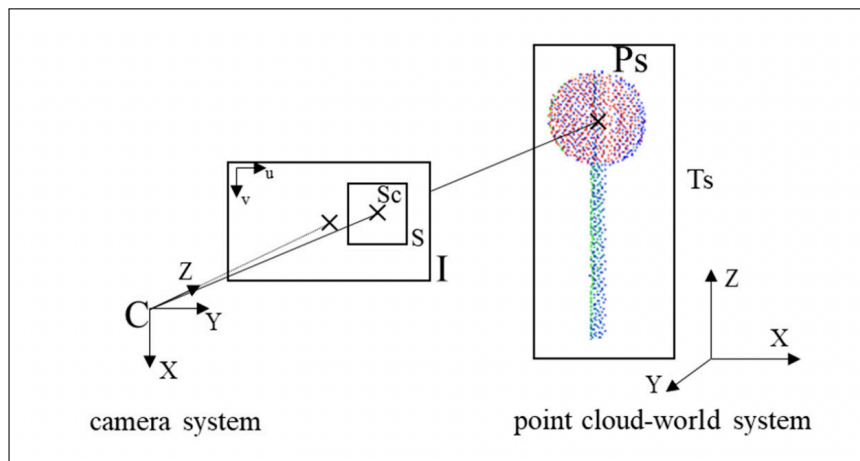 Ps
u
v
Sc
S
Ts
I
Z
C
Y
X
Z
X
Y
camera system
point cloud-world system